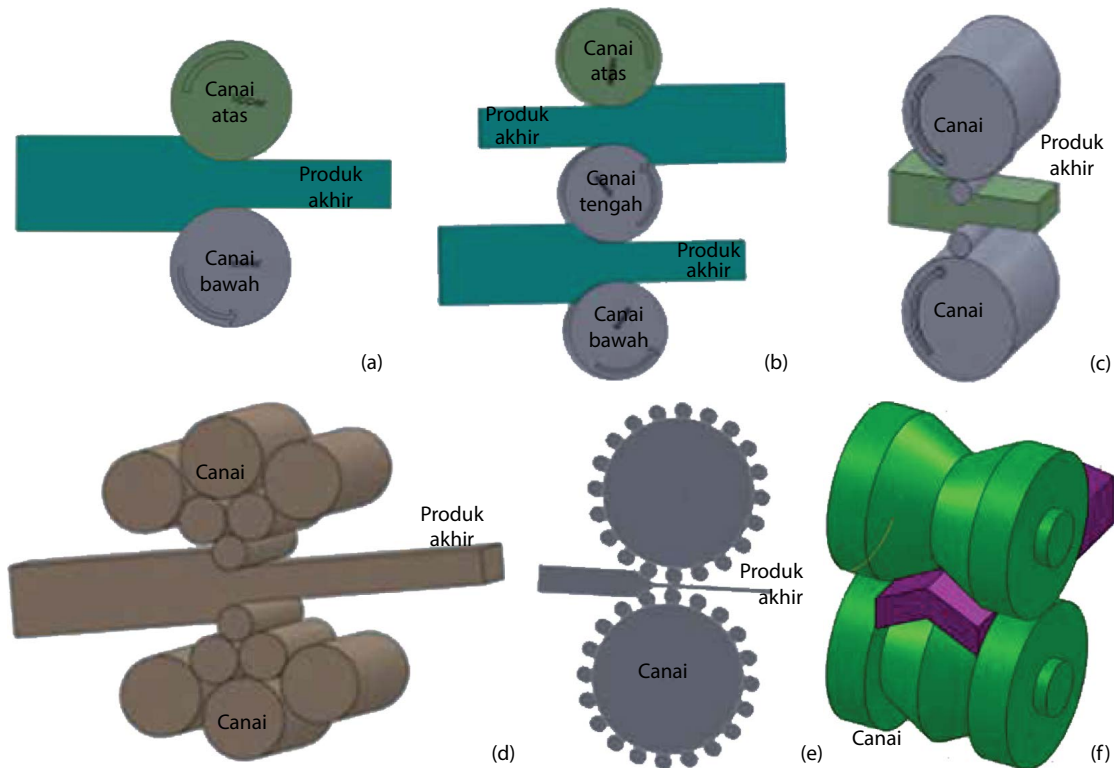 Canai
atas
Produk
akhir
Canai
bawah
(a)
Canai
atas
Produk
akhir
Canai
tengah
Produk
akhir
Canai
bawah
(b)
Canai
Produk
akhir
Canai
(c)
Canai
Produk
akhir
Canai
(d)
Produk
akhir
Canai
(e)
Canai
(f)